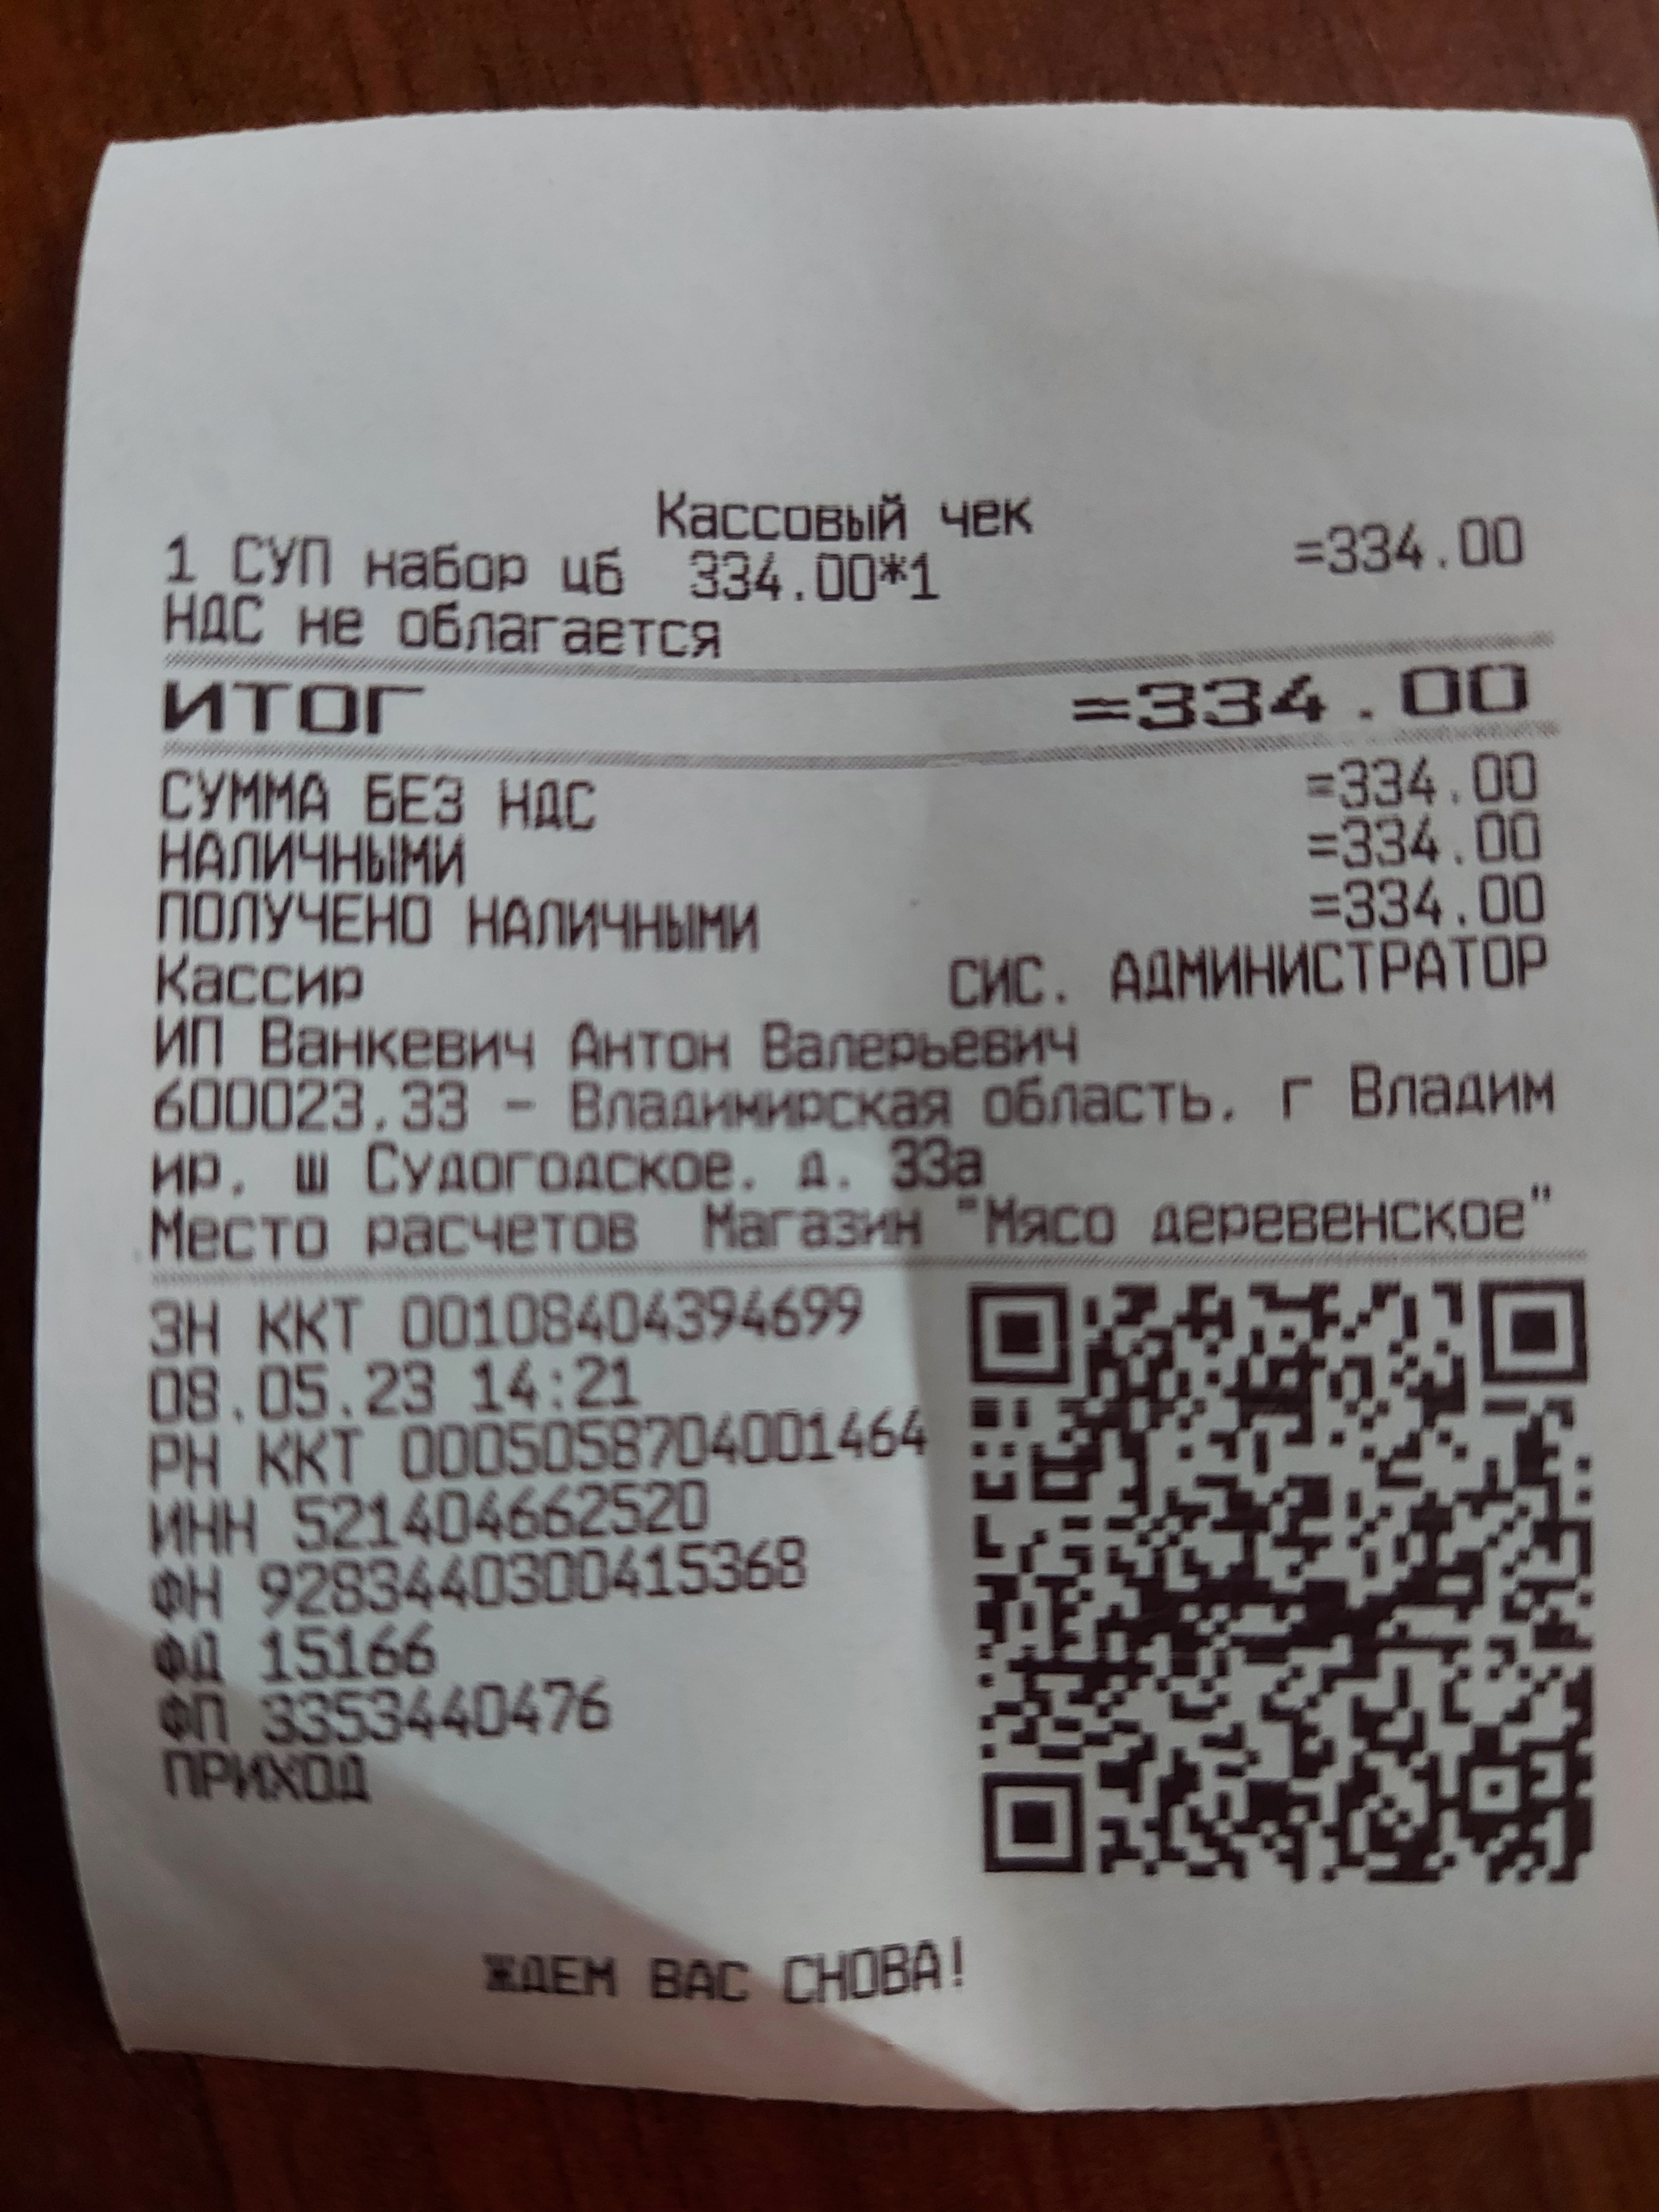 Кассовый чек
1 СУП набор цб 334.00*1 =334.00
НДС не облагается
ИТОГ =334.00
СУММА БЕЗ НДС =334.00
НАЛИЧНЫМИ =334.00
ПОЛУЧЕНО НАЛИЧНЫМИ =334.00
Кассир СИС. АДМИНИСТРАТОР
ИП Ванкевич Антон Валерьевич
600023,33 - Владимирская область, г Владим
ир, ш Судогодское, д. 33а
Место расчетов Магазин "Мясо деревенское"
ЗН ККТ 00108404394699
08.05.23 14:21
РН ККТ 0005058704001464
ИНН 521404662520
ФН 9283440300415368
ФД 15166
ФП 3353440476
ПРИХОД
ЖДЕМ ВАС СНОВА!